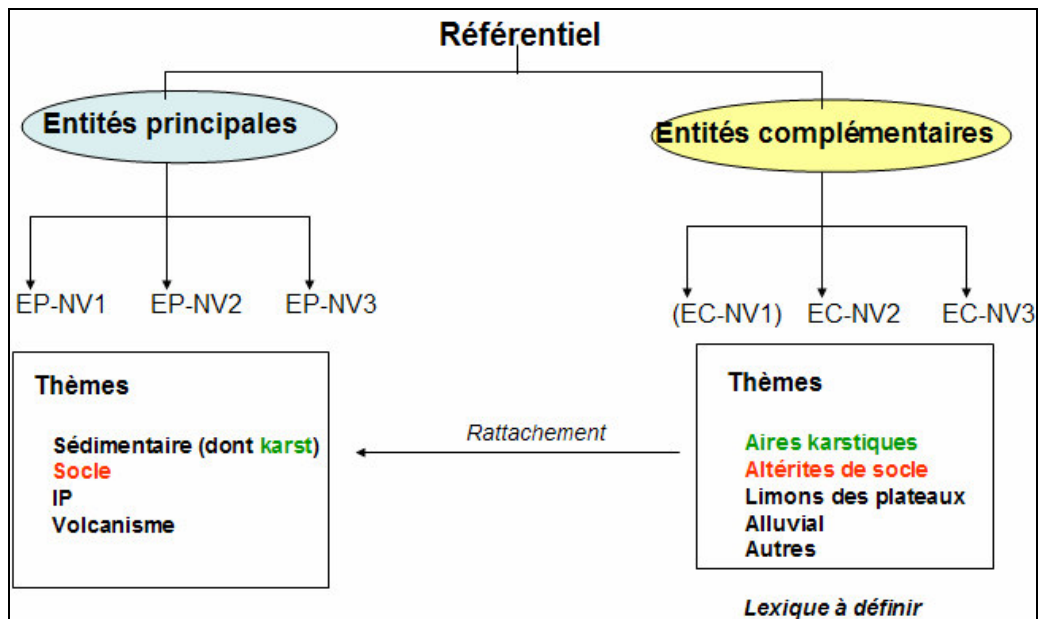 Référentiel
Entités principales
Entités complémentaires
EP-NV1 EP-NV2 EP-NV3
(EC-NV1) EC-NV2 EC-NV3
Thèmes
Sédimentaire (dont karst)
Socle
IP
Volcanisme
Rattachement
Thèmes
Aires karstiques
Altérites de socle
Limons des plateaux
Alluvial
Autres
Lexique à définir